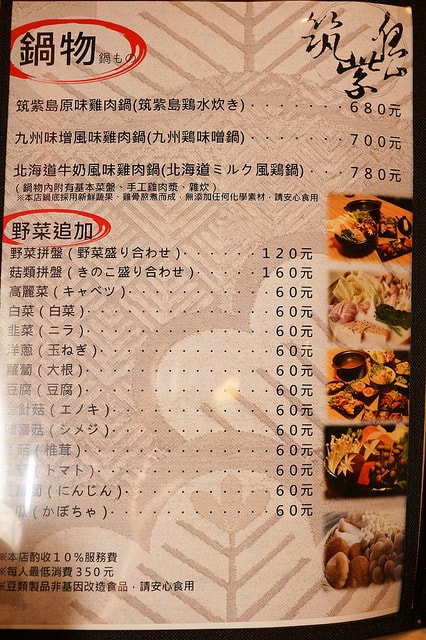 筑紫島
鍋物 鍋もの
筑紫島原味雞肉鍋(筑紫島鶏水炊き)‧‧‧‧‧‧‧‧680元
九州味增風味雞肉鍋(九州鶏味噌鍋)‧‧‧‧‧‧‧‧700元
北海道牛奶風味雞肉鍋(北海道ミルク風鶏鍋)‧‧‧‧780元
(鍋物內附有基本菜盤、手工雞肉漿、雜炊)
※本店鍋底採用新鮮蔬果、雞骨熬煮而成，無添加任何化學素材，請安心食用
野菜追加
野菜拼盤(野菜盛り合わせ)‧‧‧‧‧‧120元
菇類拼盤(きのこ盛り合わせ)‧‧‧‧‧160元
高麗菜(キャベツ)‧‧‧‧‧‧‧‧‧‧60元
白菜(白菜)‧‧‧‧‧‧‧‧‧‧‧‧‧60元
韭菜(ニラ)‧‧‧‧‧‧‧‧‧‧‧‧‧60元
洋蔥(玉ねぎ)‧‧‧‧‧‧‧‧‧‧‧‧60元
蘿蔔(大根)‧‧‧‧‧‧‧‧‧‧‧‧‧60元
豆腐(豆腐)‧‧‧‧‧‧‧‧‧‧‧‧‧60元
金針菇(エノキ)‧‧‧‧‧‧‧‧‧‧‧60元
菇(シメジ)‧‧‧‧‧‧‧‧‧‧‧60元
菇(椎茸)‧‧‧‧‧‧‧‧‧‧‧‧‧60元
(トマト)‧‧‧‧‧‧‧‧‧‧‧‧60元
蔔(にんじん)‧‧‧‧‧‧‧‧‧‧60元
瓜(かぼちゃ)‧‧‧‧‧‧‧‧‧‧‧60元
※本店酌收10%服務費
※每人最低消費350元
※豆類製品非基因改造食品，請安心食用